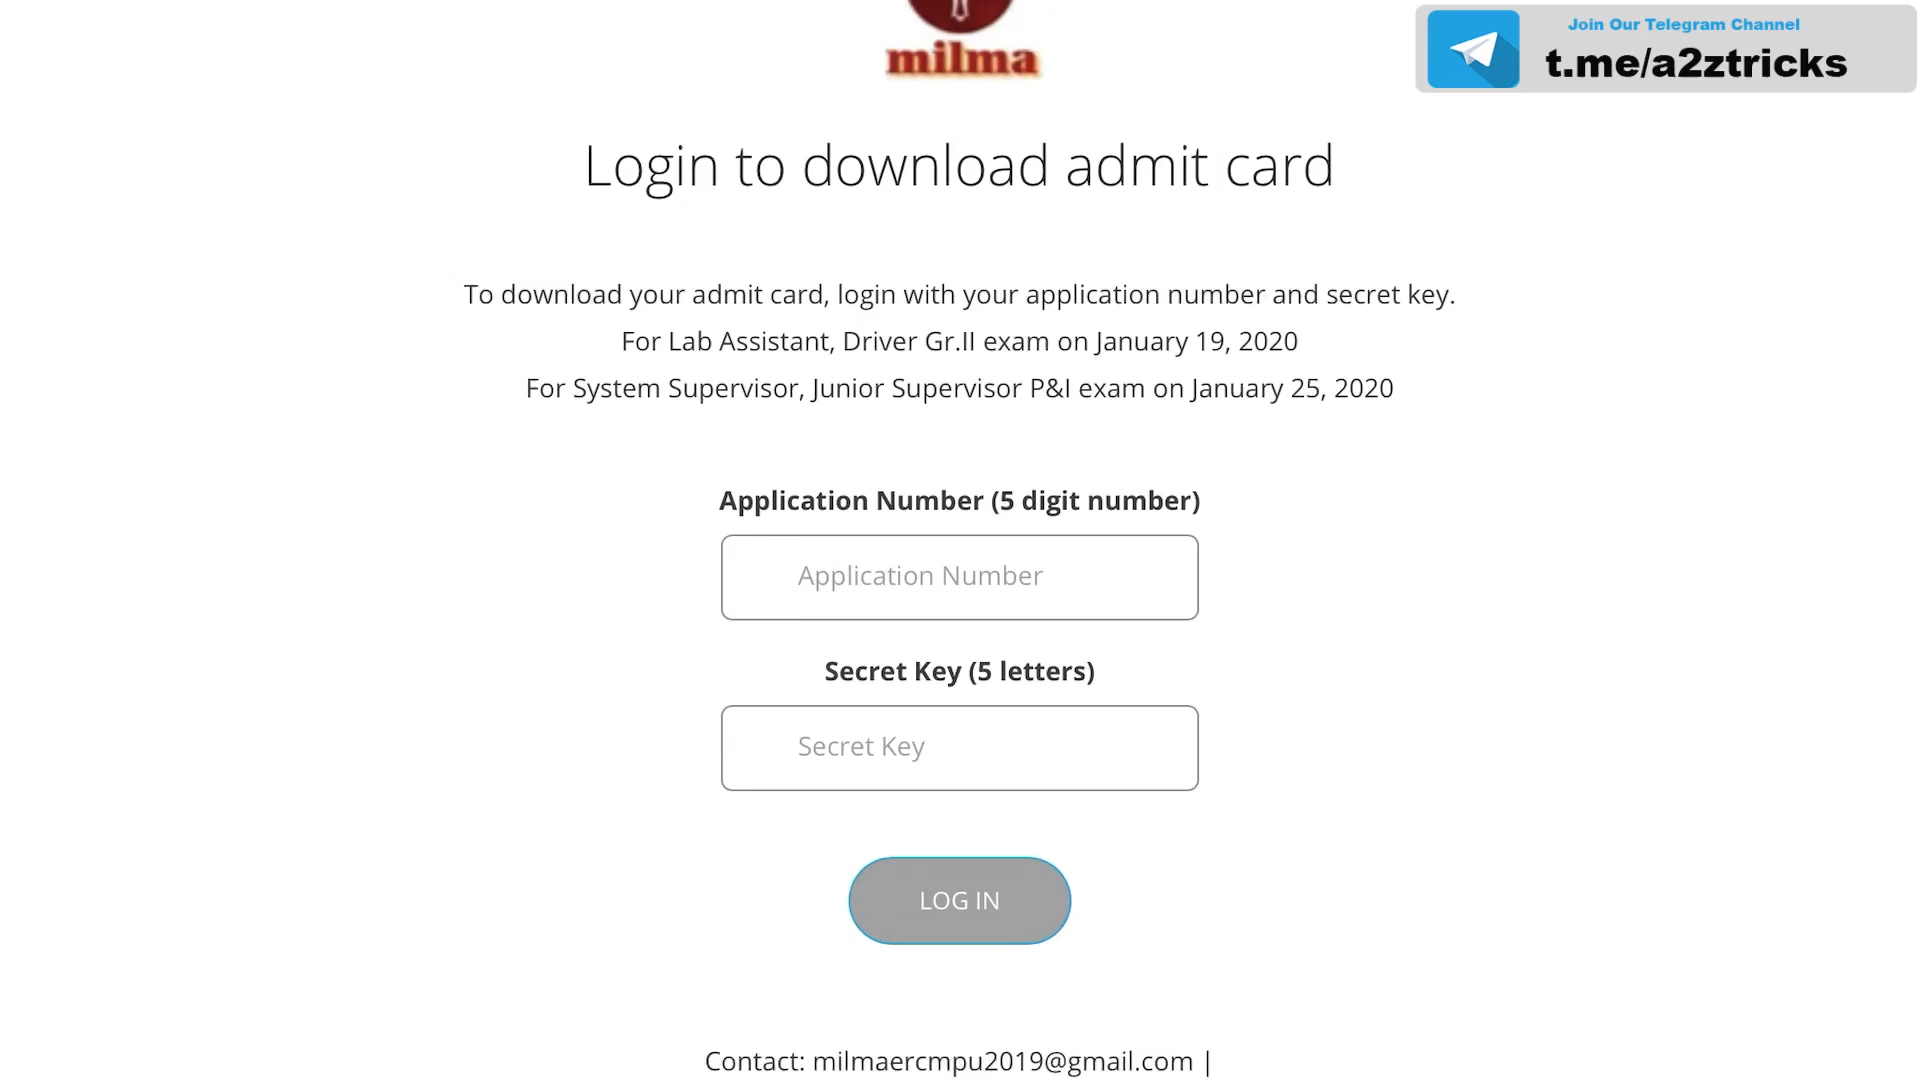 milma
Join Our Telegram Channel
t.me/a2ztricks
Login to download admit card
To download your admit card, login with your application number and secret key.
For Lab Assistant, Driver Gr.II exam on January 19, 2020
For System Supervisor, Junior Supervisor P&I exam on January 25, 2020
Application Number (5 digit number)
Application Number
Secret Key (5 letters)
Secret Key
LOG IN
Contact: milmaercmpu2019@gmail.com |